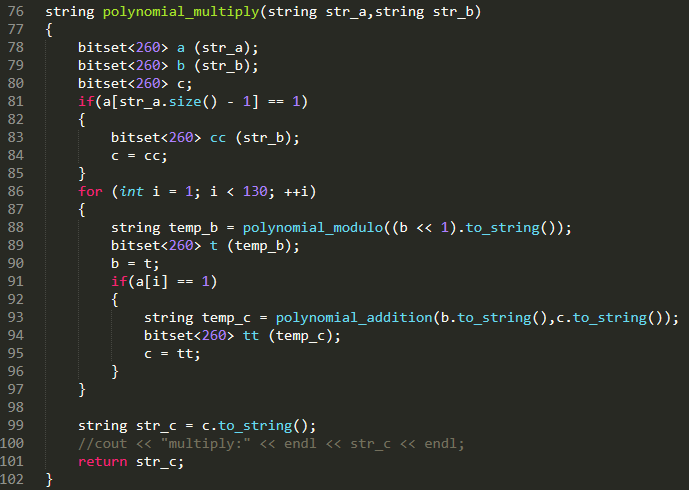 76 string polynomial_multiply(string str_a,string str_b)
77 {
78     bitset<260> a (str_a);
79     bitset<260> b (str_b);
80     bitset<260> c;
81     if(a[str_a.size() - 1] == 1)
82     {
83         bitset<260> cc (str_b);
84         c = cc;
85     }
86     for (int i = 1; i < 130; ++i)
87     {
88         string temp_b = polynomial_modulo((b << 1).to_string());
89         bitset<260> t (temp_b);
90         b = t;
91         if(a[i] == 1)
92         {
93             string temp_c = polynomial_addition(b.to_string(),c.to_string());
94             bitset<260> tt (temp_c);
95             c = tt;
96         }
97     }
98
99     string str_c = c.to_string();
100     //cout << "multiply:" << endl << str_c << endl;
101     return str_c;
102 }